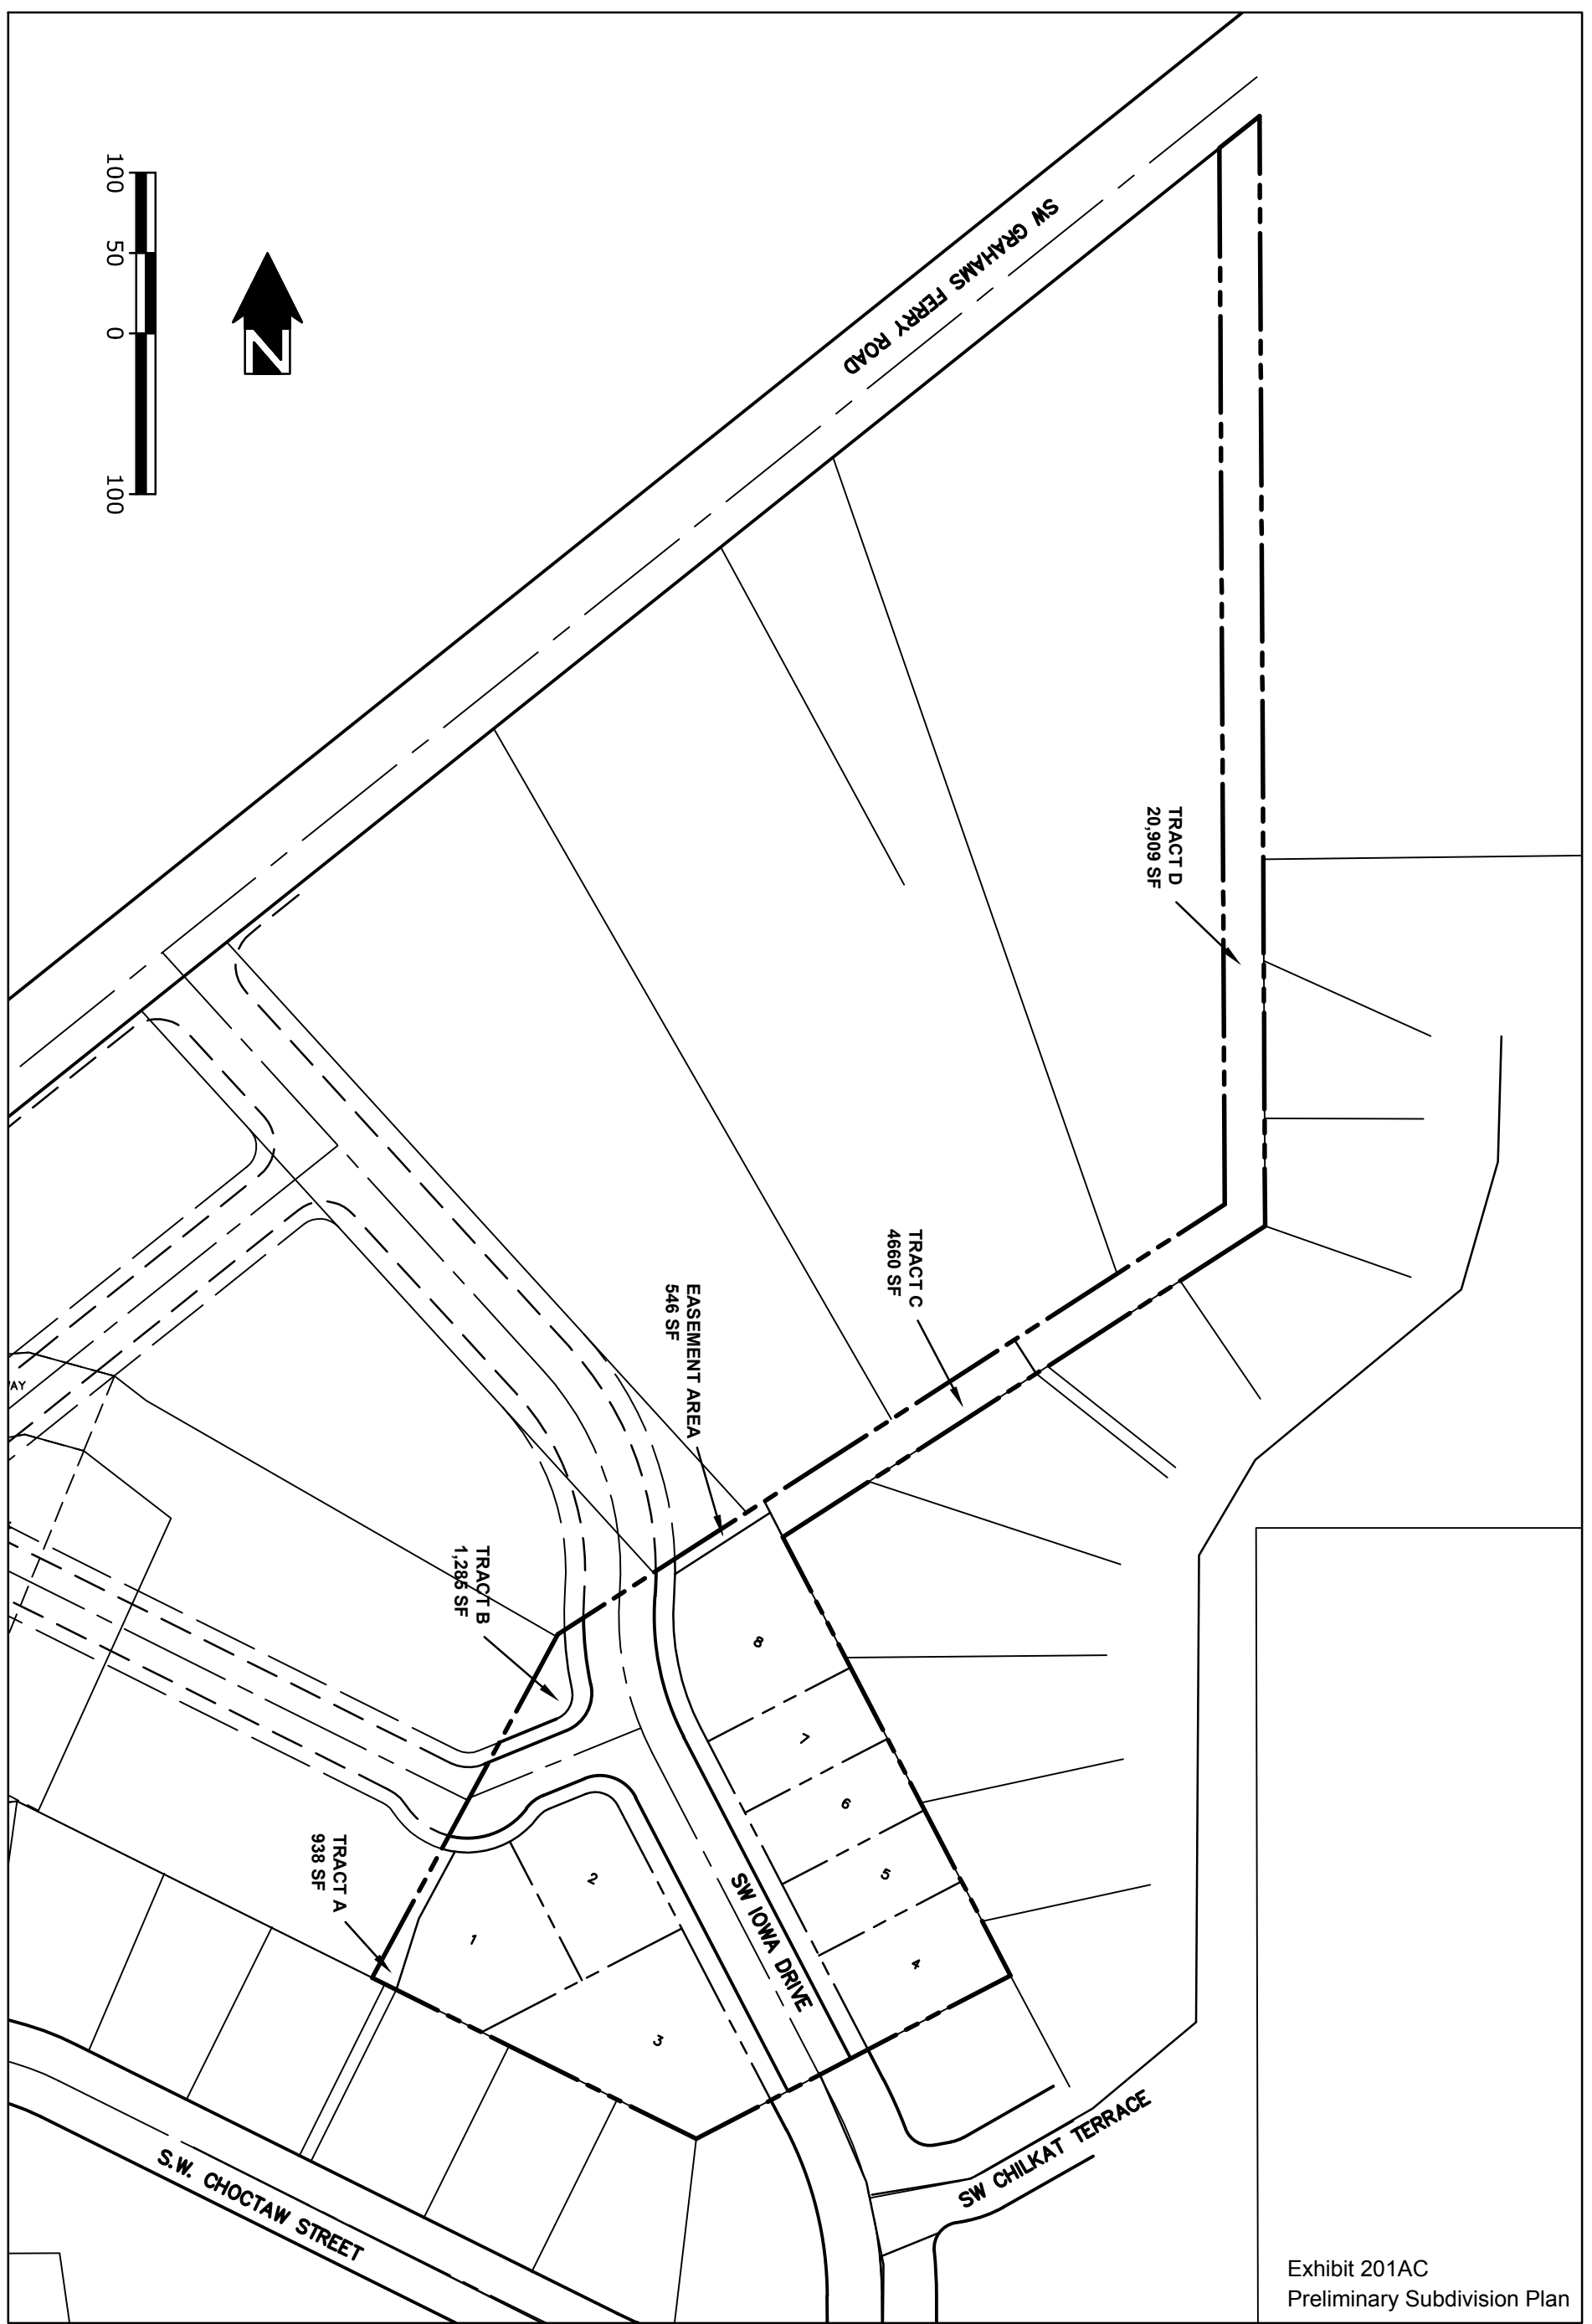 SW GRAHAMS FERRY ROAD
100
50
0
100
N
TRACT D
20,909 SF
TRACT C
4660 SF
EASEMENT AREA
546 SF
TRACT B
1,285 SF
TRACT A
938 SF
8
7
6
5
4
1
2
3
SW IOWA DRIVE
SW CHILKAT TERRACE
S.W. CHOCTAW STREET
Exhibit 201AC
Preliminary Subdivision Plan